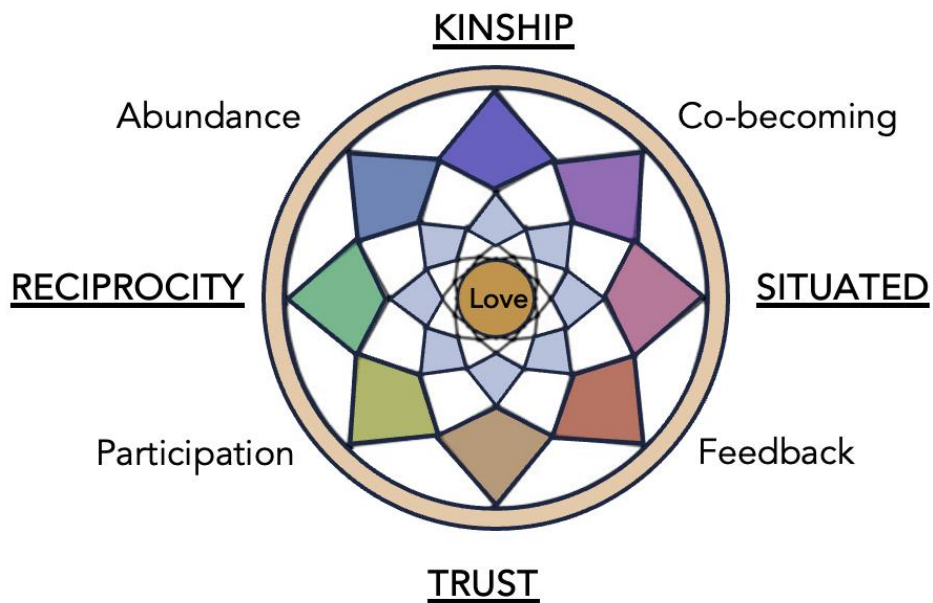 KINSHIP
Abundance
Co-becoming
RECIPROCITY
Love
SITUATED
Participation
Feedback
TRUST